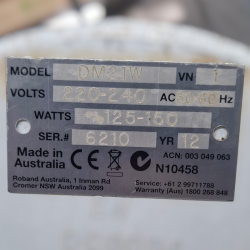 MODEL DM21W VN 1
VOLTS 220-240 AC 50/60 Hz
WATTS 125-150
SER.# 6210 YR 12
Made in
Australia
ACN: 003 049 063
N10458
Roband Australia, 1 Inman Rd
Cromer NSW Australia 2099
Service: +61 2 99711788
Warranty (Aus) 1800 268 848